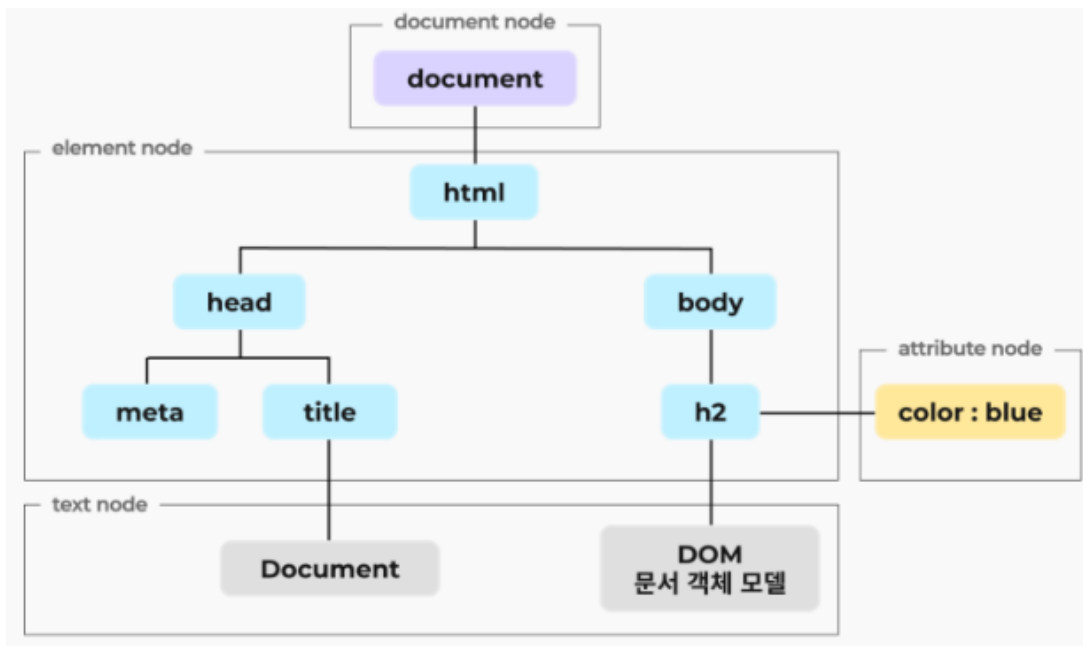 document node
document
element node
html
head
body
attribute node
meta
title
h2
color : blue
text node
Document
DOM
문서 객체 모델